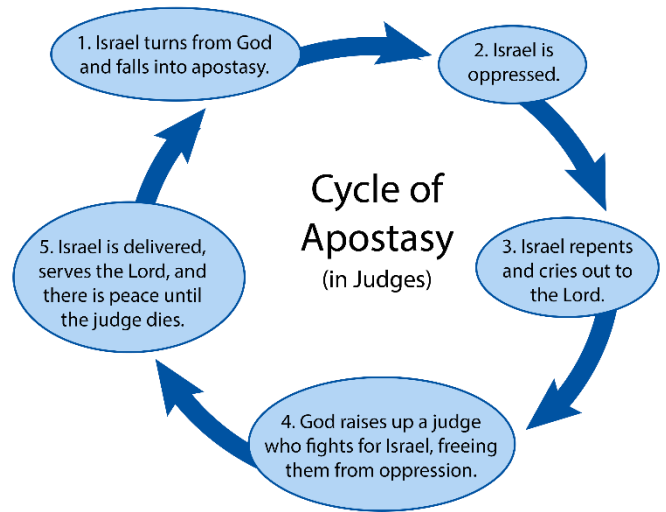 1. Israel turns from God
and falls into apostasy.
2. Israel is
oppressed.
Cycle of
Apostasy
(in Judges)
3. Israel repents
and cries out to
the Lord.
4. God raises up a judge
who fights for Israel, freeing
them from oppression.
5. Israel is delivered,
serves the Lord, and
there is peace until
the judge dies.